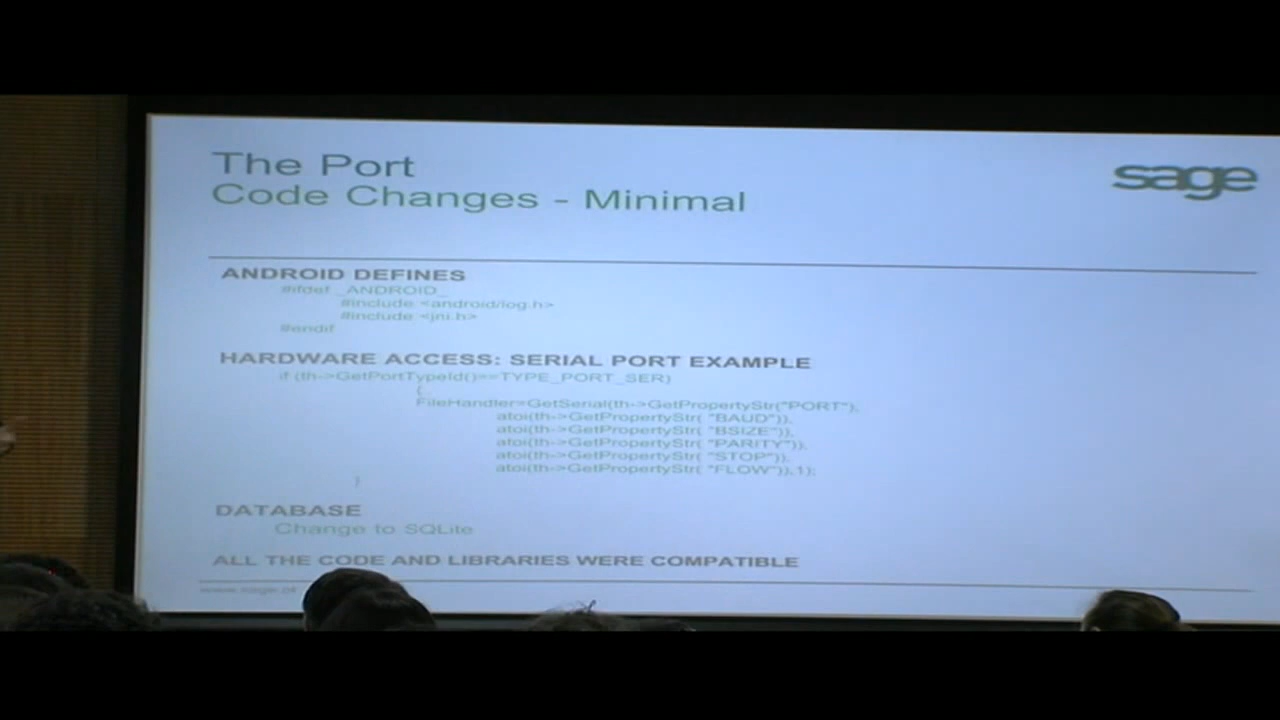 The Port
sage
Code Changes - Minimal
ANDROID DEFINES
#ifdef _ANDROID_
#include <android/log.h>
#include <jni.h>
#endif
HARDWARE ACCESS: SERIAL PORT EXAMPLE
if (th->GetPortTypeId()==TYPE_PORT_SER)
{
FileHandler=GetSerial(th->GetPropertyStr("PORT"),
atoi(th->GetPropertyStr( "BAUD")),
atoi(th->GetPropertyStr( "BSIZE")),
atoi(th->GetPropertyStr( "PARITY")),
atoi(th->GetPropertyStr( "STOP")),
atoi(th->GetPropertyStr( "FLOW")),1);
}
DATABASE
Change to SQLite
ALL THE CODE AND LIBRARIES WERE COMPATIBLE